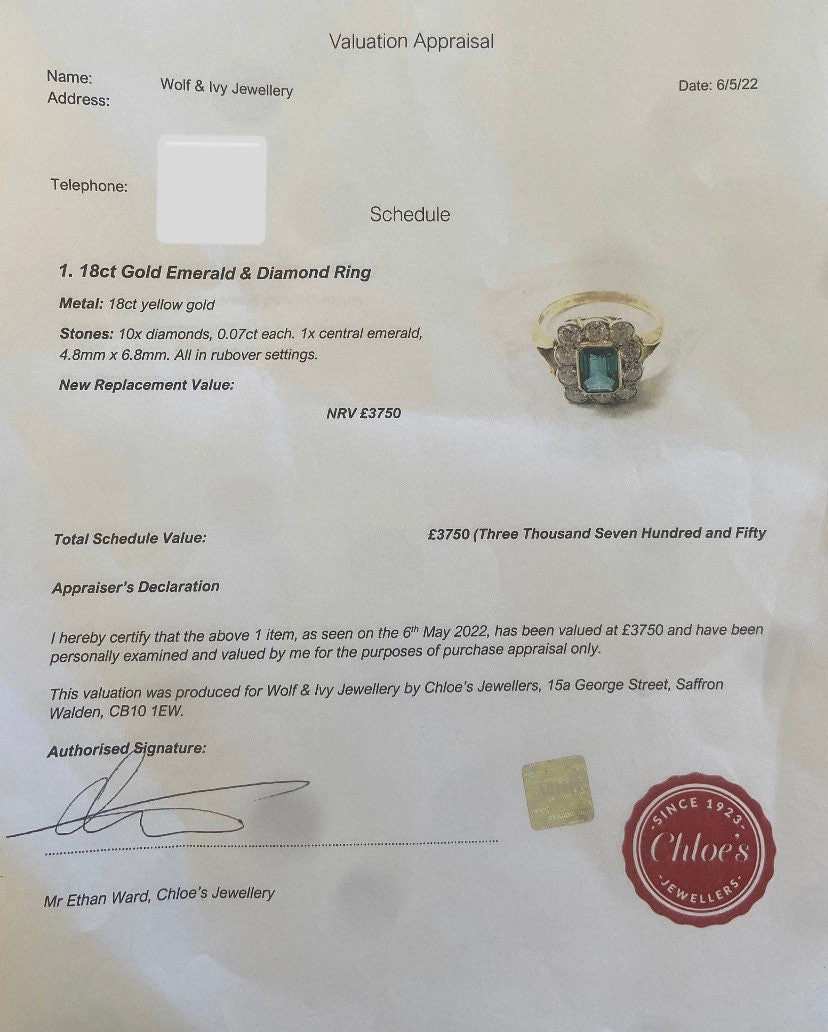 Valuation Appraisal
Name:
Wolf & Ivy Jewellery
Date: 6/5/22
Address:
Telephone:
Schedule
1. 18ct Gold Emerald & Diamond Ring
Metal: 18ct yellow gold
Stones: 10x diamonds, 0.07ct each. 1x central emerald,
4.8mm x 6.8mm. All in rubover settings.
New Replacement Value:
NRV £3750
Total Schedule Value:
£3750 (Three Thousand Seven Hundred and Fifty
Appraiser's Declaration
I hereby certify that the above 1 item, as seen on the 6th May 2022, has been valued at £3750 and have been
personally examined and valued by me for the purposes of purchase appraisal only.
This valuation was produced for Wolf & Ivy Jewellery by Chloe's Jewellers, 15a George Street, Saffron
Walden, CB10 1EW.
Authorised Signature:
Mr Ethan Ward, Chloe's Jewellery
SINCE 1923
Chloe's
JEWELLERS